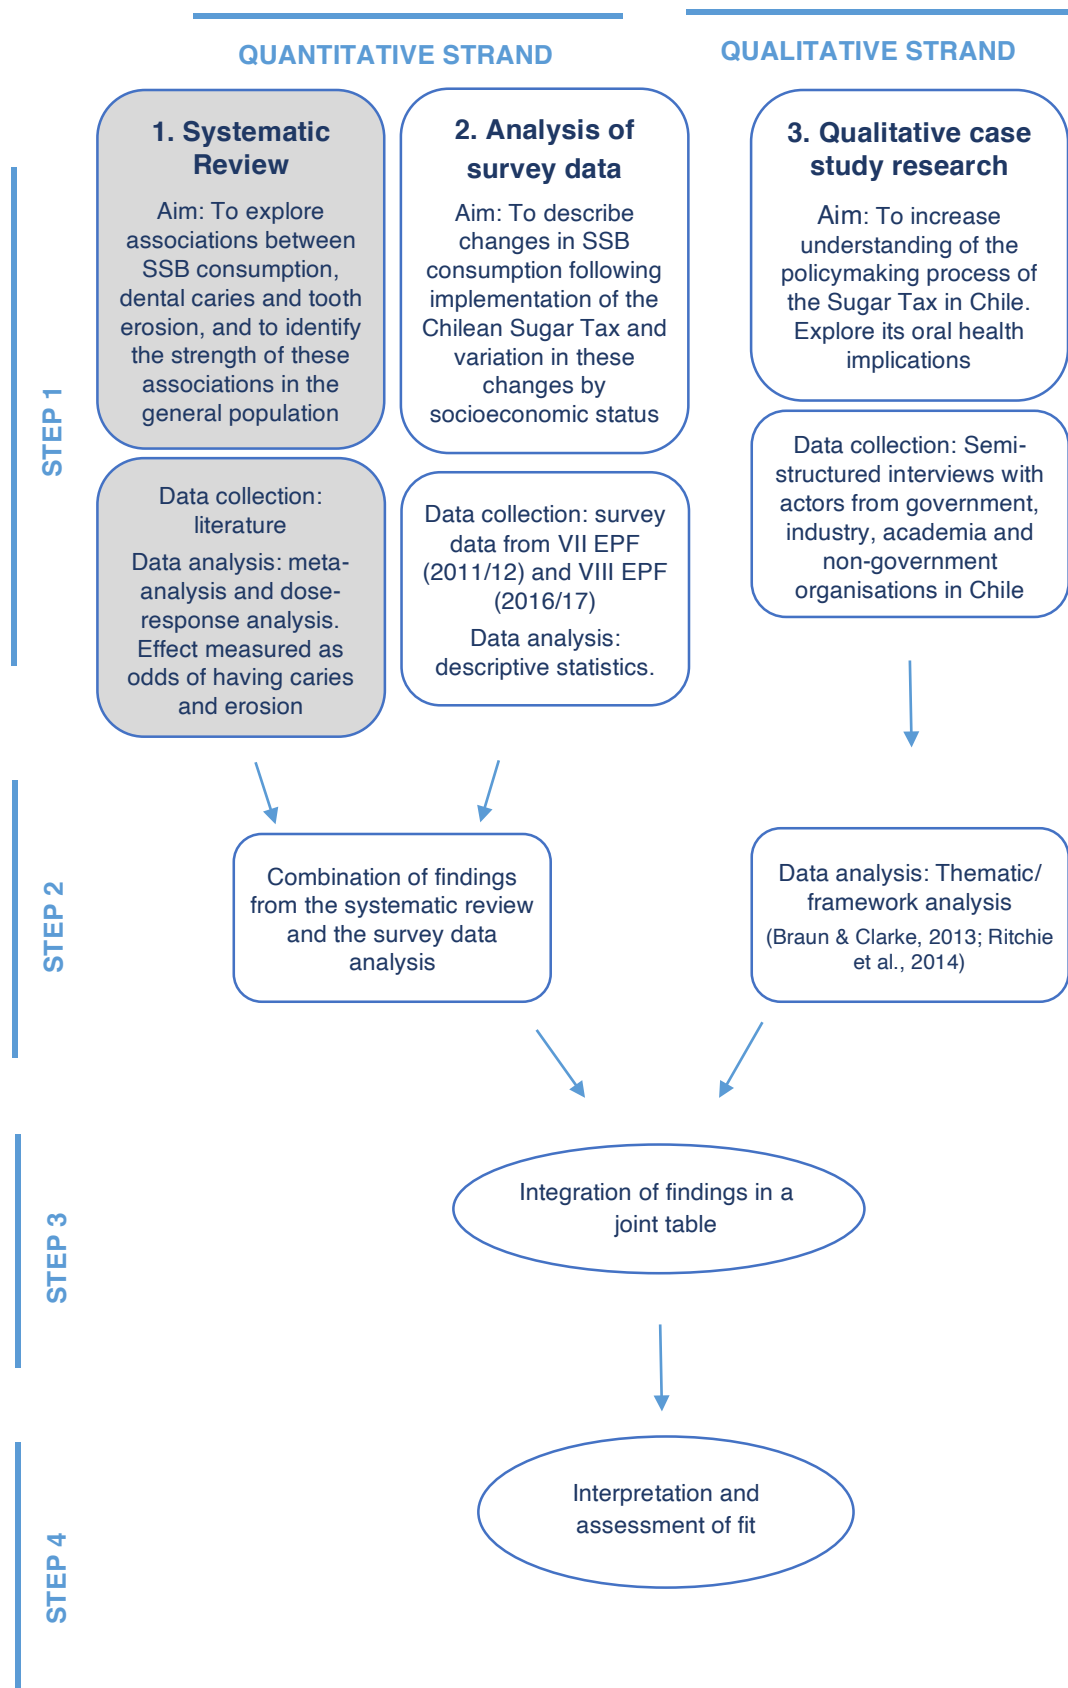 QUANTITATIVE STRAND
QUALITATIVE STRAND
STEP 1
1. Systematic
Review
Aim: To explore
associations between
SSB consumption,
dental caries and tooth
erosion, and to identify
the strength of these
associations in the
general population
Data collection:
literature
Data analysis: meta-
analysis and dose-
response analysis.
Effect measured as
odds of having caries
and erosion
2. Analysis of
survey data
Aim: To describe
changes in SSB
consumption following
implementation of the
Chilean Sugar Tax and
variation in these
changes by
socioeconomic status
Data collection: survey
data from VII EPF
(2011/12) and VIII EPF
(2016/17)
Data analysis:
descriptive statistics.
3. Qualitative case
study research
Aim: To increase
understanding of the
policymaking process of
the Sugar Tax in Chile.
Explore its oral health
implications
Data collection: Semi-
structured interviews with
actors from government,
industry, academia and
non-government
organisations in Chile
STEP 2
Combination of findings
from the systematic review
and the survey data
analysis
Data analysis: Thematic/
framework analysis
(Braun & Clarke, 2013; Ritchie
et al., 2014)
STEP 3
Integration of findings in a
joint table
STEP 4
Interpretation and
assessment of fit